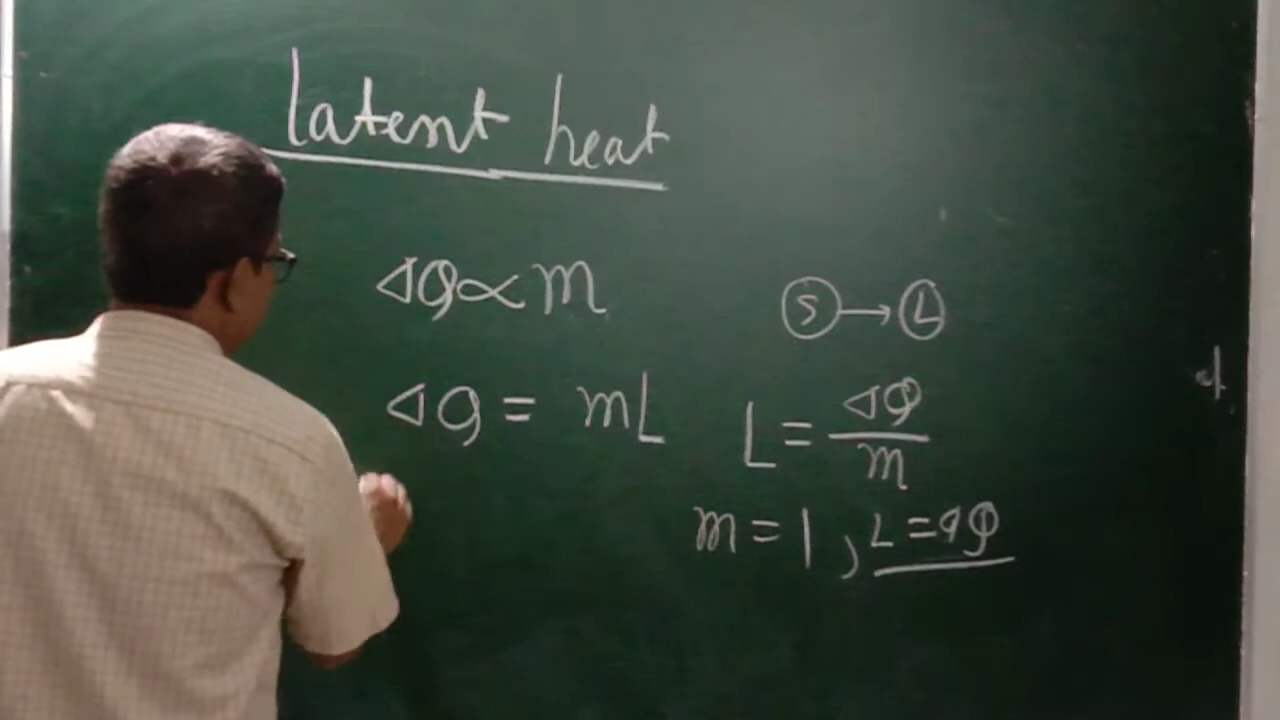 latent heat
ΔQ ∝ m
S → L
ΔQ = mL
L = ΔQ/m
m = 1, L = ΔQ